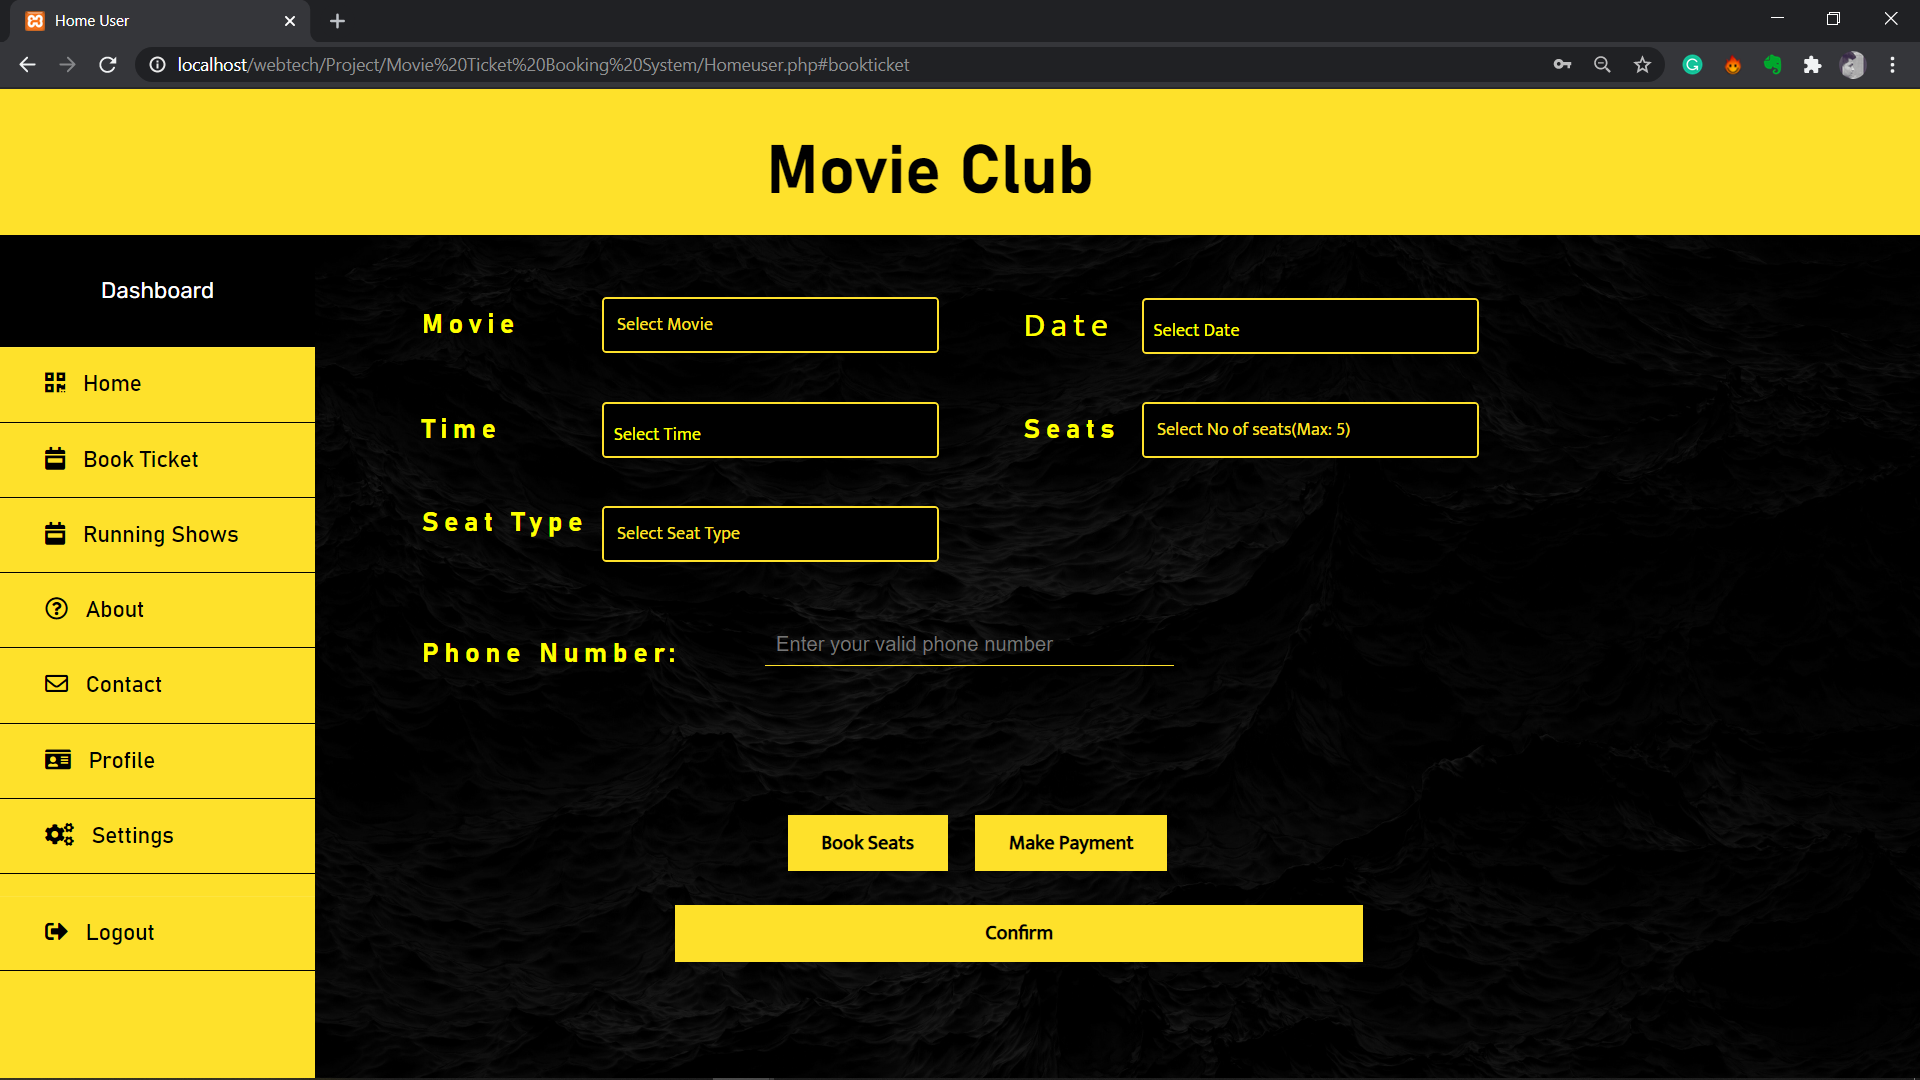 Home User
localhost/webtech/Project/Movie%20Ticket%20Booking%20System/Homeuser.php#bookticket
Movie Club
Dashboard
Home
Book Ticket
Running Shows
About
Contact
Profile
Settings
Logout
Movie Select Movie Date Select Date
Time Select Time Seats Select No of seats(Max: 5)
Seat Type Select Seat Type
Phone Number: Enter your valid phone number
Book Seats Make Payment
Confirm